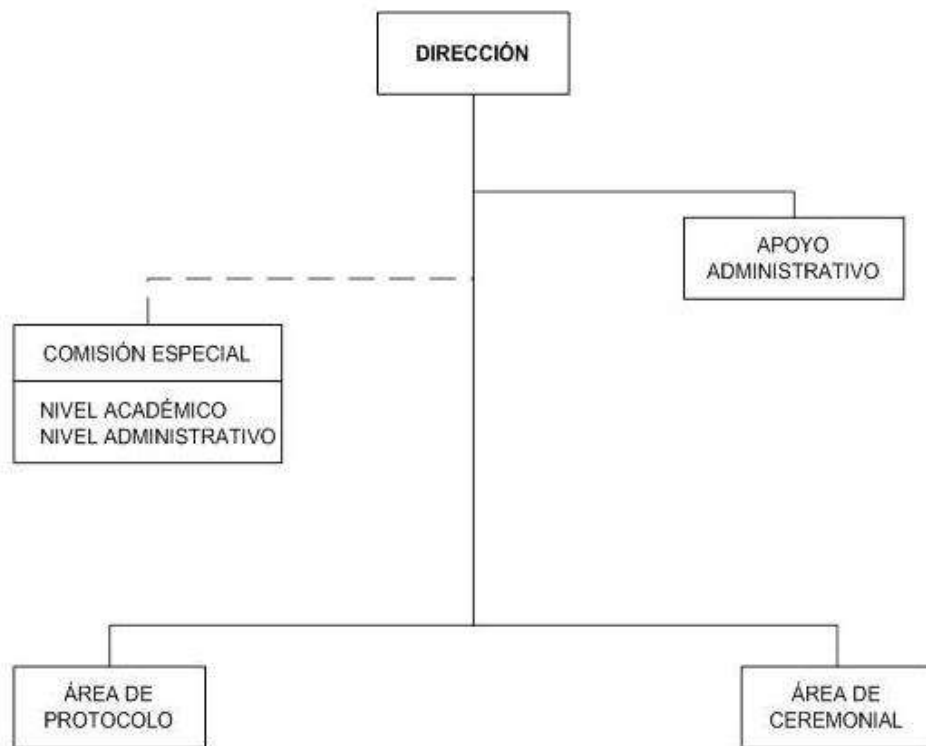 DIRECCIÓN
APOYO
ADMINISTRATIVO
COMISIÓN ESPECIAL
NIVEL ACADÉMICO
NIVEL ADMINISTRATIVO
ÁREA DE
PROTOCOLO
ÁREA DE
CEREMONIAL